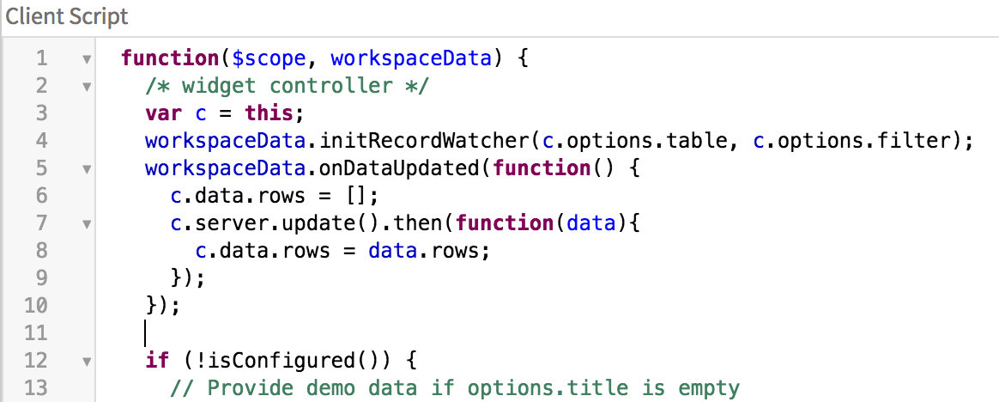 Client Script
1 function($scope, workspaceData) {
2 /* widget controller */
3 var c = this;
4 workspaceData.initRecordWatcher(c.options.table, c.options.filter);
5 workspaceData.onDataUpdated(function() {
6 c.data.rows = [];
7 c.server.update().then(function(data){
8 c.data.rows = data.rows;
9 });
10 });
11
12 if (!isConfigured()) {
13 // Provide demo data if options.title is empty